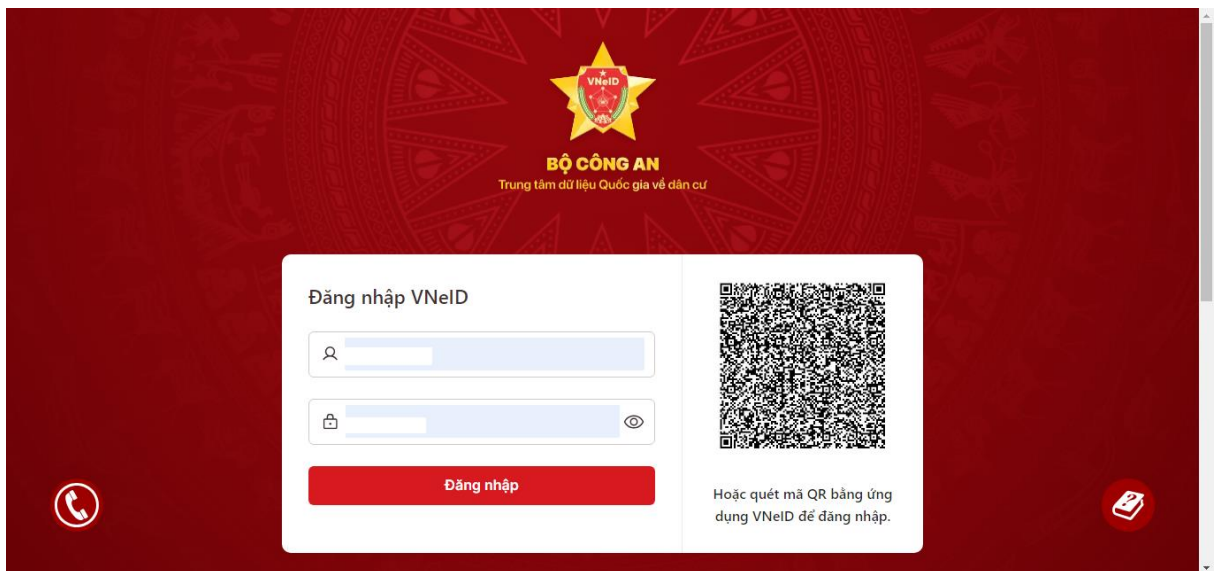 VNeID
BỘ CÔNG AN
Trung tâm dữ liệu Quốc gia về dân cư
Đăng nhập VNeID
Đăng nhập
Hoặc quét mã QR bằng ứng
dụng VNeID để đăng nhập.